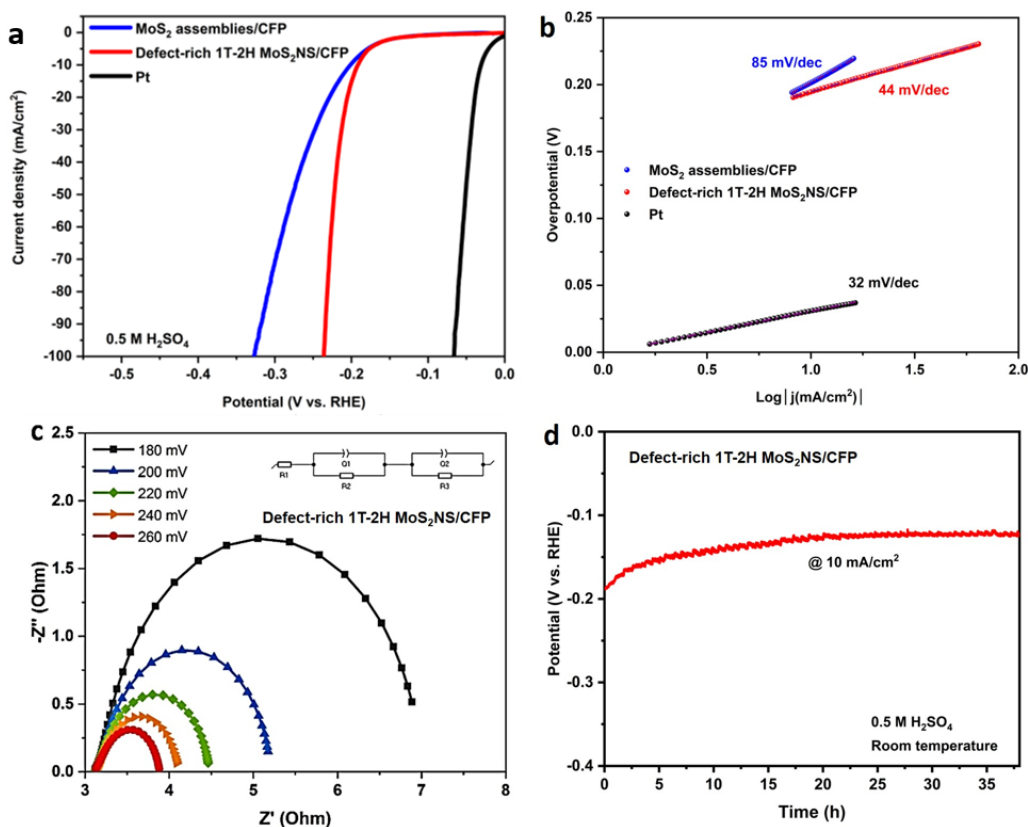 a
MoS₂ assemblies/CFP
Defect-rich 1T-2H MoS₂NS/CFP
Pt
0
-10
-20
-30
-40
-50
-60
-70
-80
-90
-100
0.5 M H₂SO₄
-0.5
-0.4
-0.3
-0.2
-0.1
0.0
Current density (mA/cm²)
Potential (V vs. RHE)
b
85 mV/dec
44 mV/dec
MoS₂ assemblies/CFP
Defect-rich 1T-2H MoS₂NS/CFP
Pt
32 mV/dec
0.25
0.20
0.15
0.10
0.05
0.00
0.0
0.5
1.0
1.5
2.0
Overpotential (V)
Log|j(mA/cm²)|
c
180 mV
200 mV
220 mV
240 mV
260 mV
R1
Q1
R2
Q2
R3
Defect-rich 1T-2H MoS₂NS/CFP
2.5
2.0
1.5
1.0
0.5
0.0
3
4
5
6
7
8
-Z'' (Ohm)
Z' (Ohm)
d
Defect-rich 1T-2H MoS₂NS/CFP
@ 10 mA/cm²
0.5 M H₂SO₄
Room temperature
0.0
-0.1
-0.2
-0.3
-0.4
0
5
10
15
20
25
30
35
Potential (V vs. RHE)
Time (h)